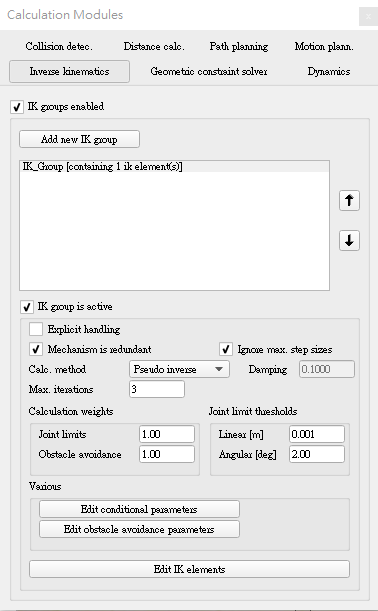 Calculation Modules
x
Collision detec. Distance calc. Path planning Motion plann.
Inverse kinematics Geometric constraint solver Dynamics
IK groups enabled
Add new IK group
IK_Group [containing 1 ik element(s)]
IK group is active
Explicit handling
Mechanism is redundant Ignore max. step sizes
Calc. method Pseudo inverse Damping 0.1000
Max. iterations 3
Calculation weights Joint limit thresholds
Joint limits 1.00 Linear [m] 0.001
Obstacle avoidance 1.00 Angular [deg] 2.00
Various
Edit conditional parameters
Edit obstacle avoidance parameters
Edit IK elements